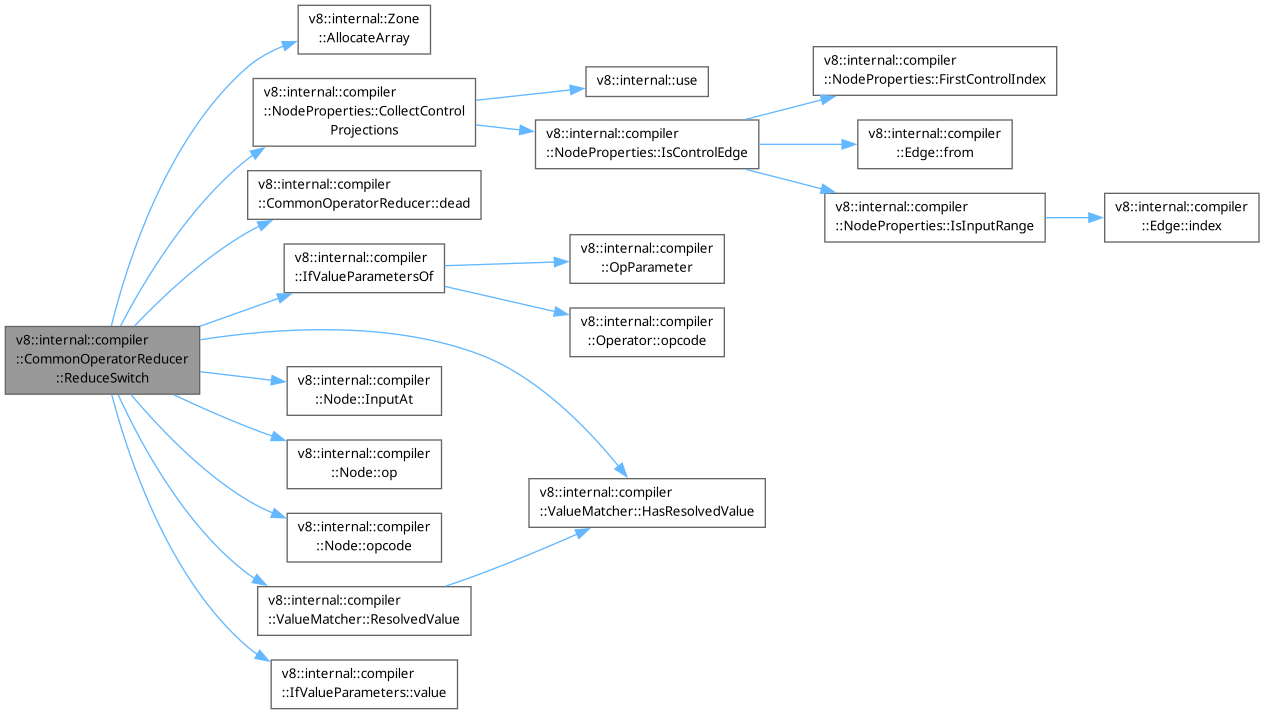 v8::internal::Zone
::AllocateArray
v8::internal::compiler
::NodeProperties::CollectControl
Projections
v8::internal::use
v8::internal::compiler
::NodeProperties::FirstControlIndex
v8::internal::compiler
::NodeProperties::IsControlEdge
v8::internal::compiler
::Edge::from
v8::internal::compiler
::CommonOperatorReducer::dead
v8::internal::compiler
::NodeProperties::IsInputRange
v8::internal::compiler
::Edge::index
v8::internal::compiler
::IfValueParametersOf
v8::internal::compiler
::OpParameter
v8::internal::compiler
::Operator::opcode
v8::internal::compiler
::CommonOperatorReducer
::ReduceSwitch
v8::internal::compiler
::Node::InputAt
v8::internal::compiler
::Node::op
v8::internal::compiler
::ValueMatcher::HasResolvedValue
v8::internal::compiler
::Node::opcode
v8::internal::compiler
::ValueMatcher::ResolvedValue
v8::internal::compiler
::IfValueParameters::value